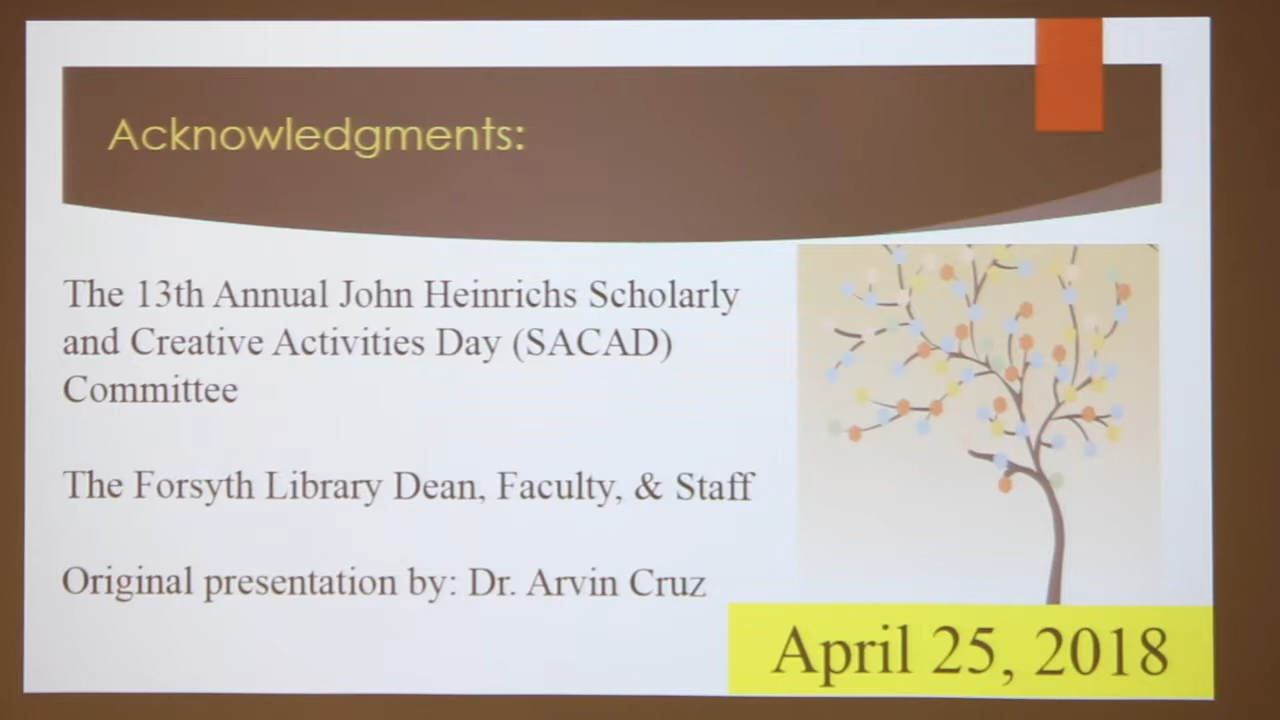 Acknowledgments:
The 13th Annual John Heinrichs Scholarly
and Creative Activities Day (SACAD)
Committee
The Forsyth Library Dean, Faculty, & Staff
Original presentation by: Dr. Arvin Cruz
April 25, 2018